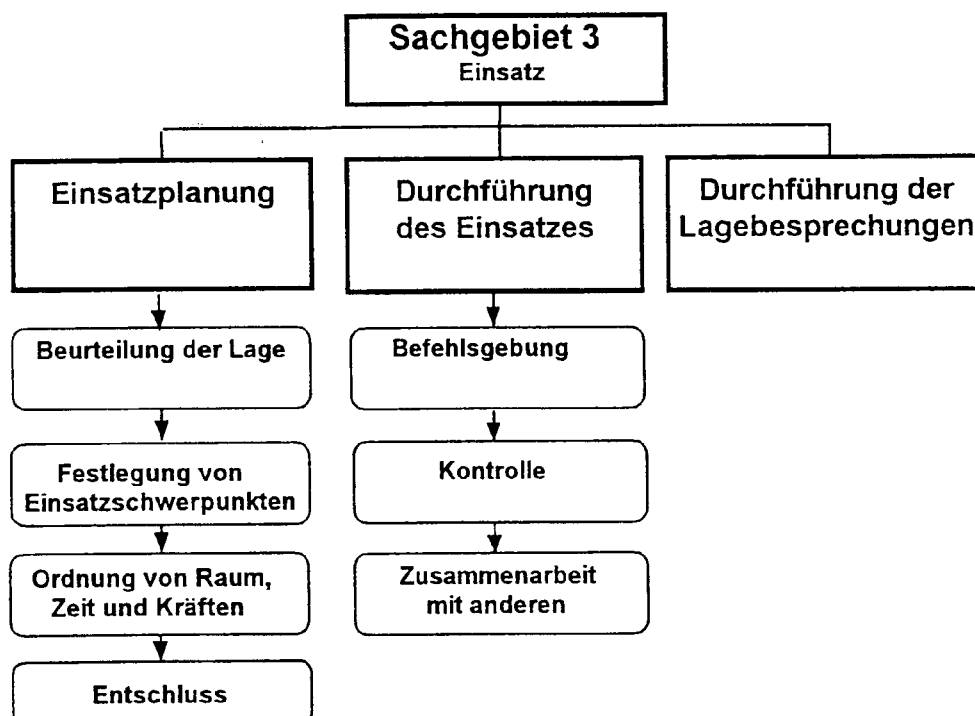 Sachgebiet 3
Einsatz
Einsatzplanung
Durchführung
des Einsatzes
Durchführung der
Lagebesprechungen
Beurteilung der Lage
Befehlsgebung
Festlegung von
Einsatzschwerpunkten
Kontrolle
Ordnung von Raum,
Zeit und Kräften
Zusammenarbeit
mit anderen
Entschluss